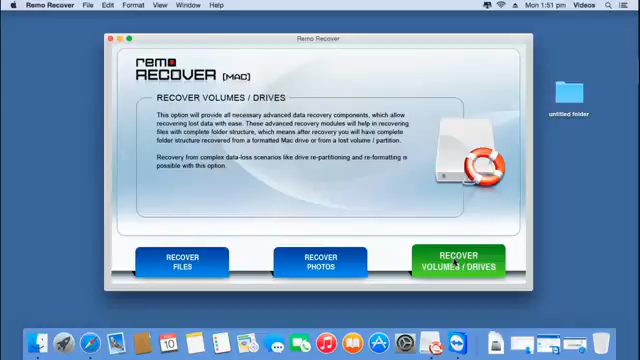 Remo Recover File Edit Format View Window Help Mon 1:51 pm Videos
Remo Recover
remo
RECOVER [MAC]
RECOVER VOLUMES / DRIVES
This option will provide all necessary advanced data recovery components, which allow
recovering lost data with ease. These advanced recovery modules will help in recovering
files with complete folder structure, which means after recovery you will have complete
folder structure recovered from a formatted Mac drive or from a lost volume / partition.
Recovery from complex data-loss scenarios like drive re-partitioning and re-formatting is
possible with this option.
untitled folder
RECOVER
FILES
RECOVER
PHOTOS
RECOVER
VOLUMES / DRIVES
10